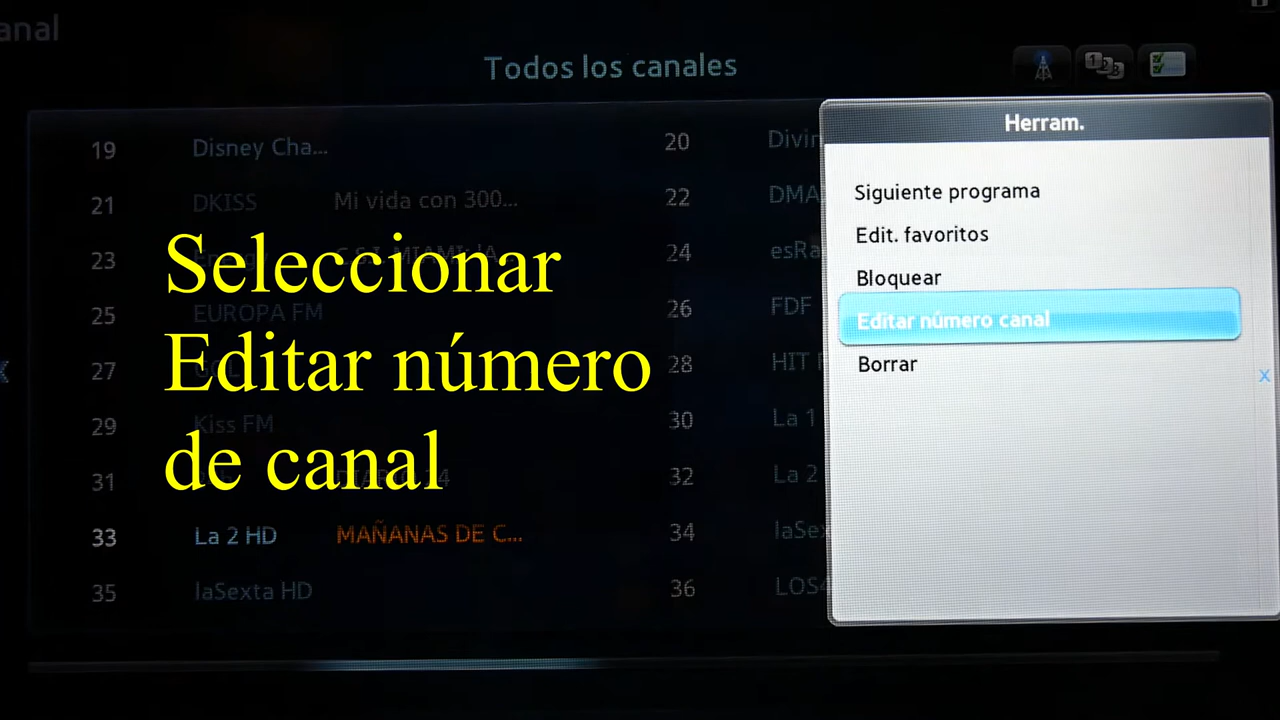 anal
Todos los canales
Herram.
19 Disney Cha... 20 Divin
Siguiente programa
21 DKISS Mi vida con 300... 22 DMA
Edit. favoritos
23 24 esRa
Bloquear
Seleccionar
25 EUROPA FM 26 FDF
Editar número canal
Editar número
27 28 HIT
Borrar
29 Kiss FM 30 La 1
de canal
31 32 La 2
33 La 2 HD MAÑANAS DE C... 34 laSex
35 laSexta HD 36 LOS4